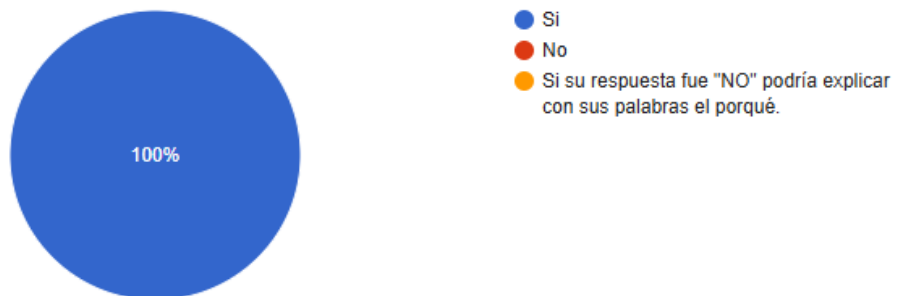 100%
Si
No
Si su respuesta fue "NO" podría explicar
con sus palabras el porqué.